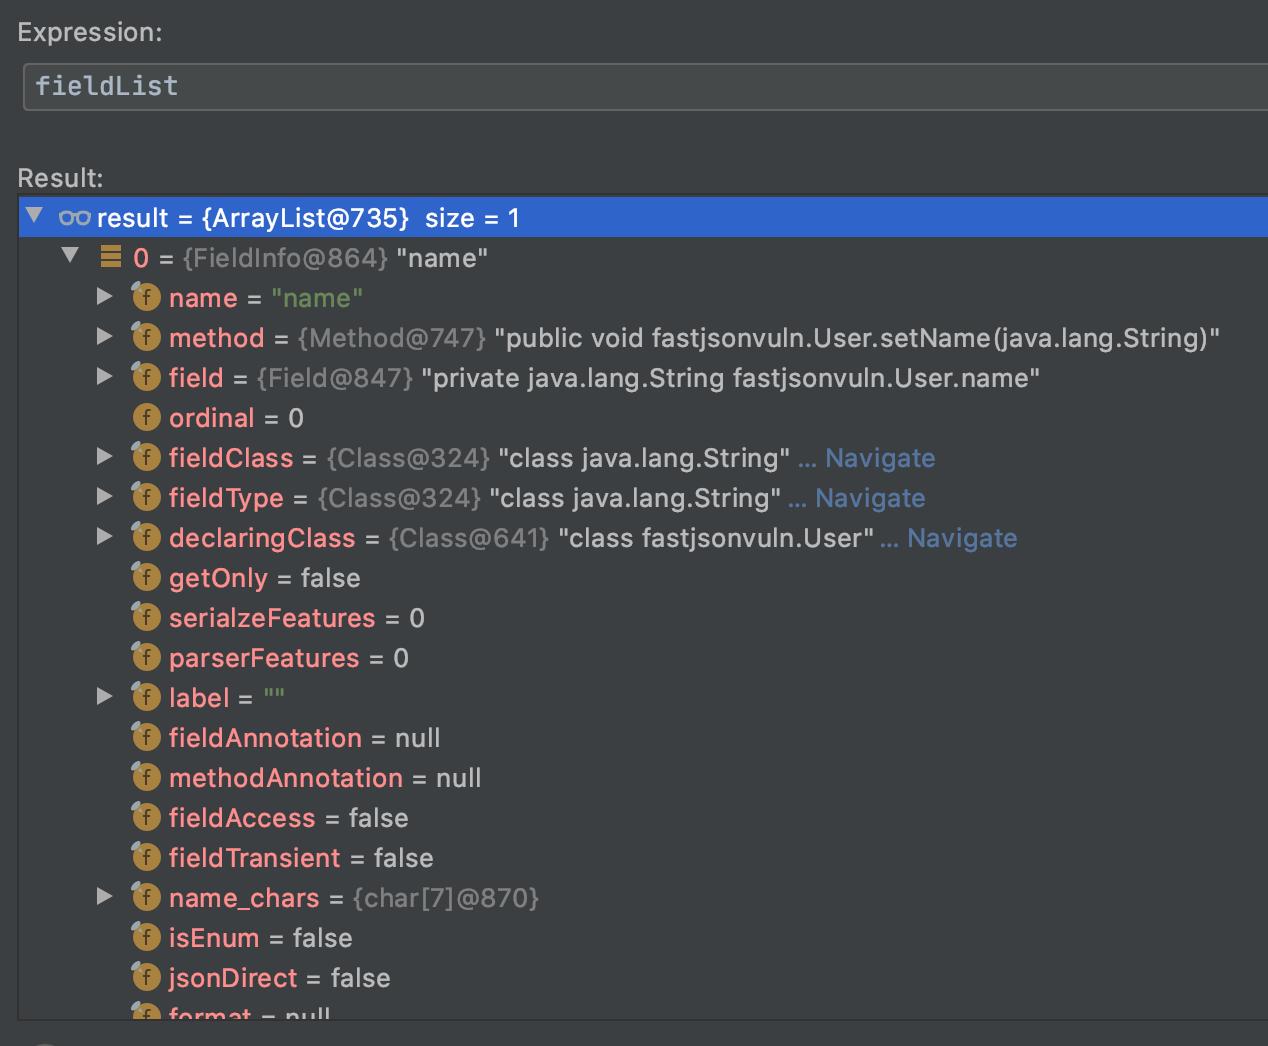 Expression:
fieldList
Result:
result = {ArrayList@735} size = 1
0 = {FieldInfo@864} "name"
f name = "name"
f method = {Method@747} "public void fastjsonvuln.User.setName(java.lang.String)"
f field = {Field@847} "private java.lang.String fastjsonvuln.User.name"
f ordinal = 0
f fieldClass = {Class@324} "class java.lang.String" ... Navigate
f fieldType = {Class@324} "class java.lang.String" ... Navigate
f declaringClass = {Class@641} "class fastjsonvuln.User" ... Navigate
f getOnly = false
f serialzeFeatures = 0
f parserFeatures = 0
f label = ""
f fieldAnnotation = null
f methodAnnotation = null
f fieldAccess = false
f fieldTransient = false
f name_chars = {char[7]@870}
f isEnum = false
f jsonDirect = false
f format = null